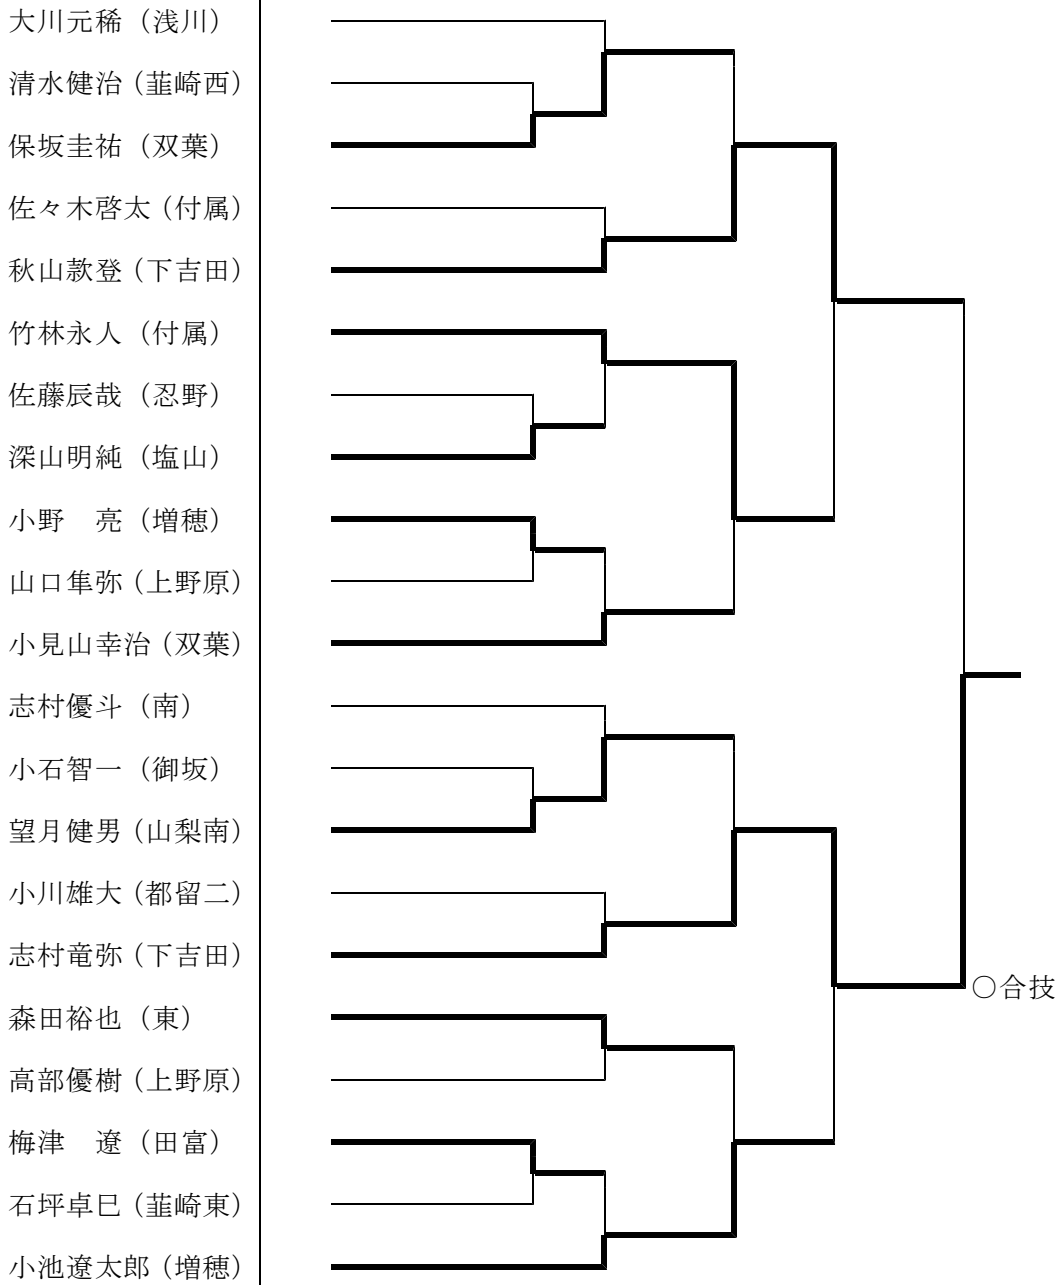 大川元稀（浅川）
清水健治（韮崎西）
保坂圭祐（双葉）
佐々木啓太（付属）
秋山歎登（下吉田）
竹林永人（付属）
佐藤辰哉（忍野）
深山明純（塩山）
小野　亮（増穂）
山口隼弥（上野原）
小見山幸治（双葉）
志村優斗（南）
小石智一（御坂）
望月健男（山梨南）
小川雄大（都留二）
志村竜弥（下吉田）
○合技
森田裕也（東）
高部優樹（上野原）
梅津　遼（田富）
石坪卓巳（韮崎東）
小池遼太郎（増穂）